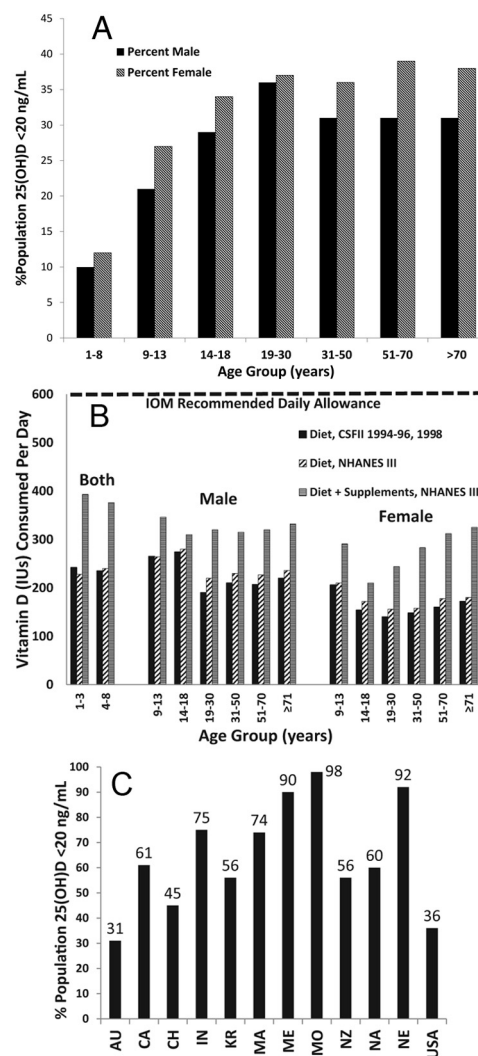 A
Percent Male
Percent Female
%Population 25(OH)D <20 ng/mL
45
40
35
30
25
20
15
10
5
0
1-8 9-13 14-18 19-30 31-50 51-70 >70
Age Group (years)
B
IOM Recommended Daily Allowance
Diet, CSFII 1994-96, 1998
Diet, NHANES III
Diet + Supplements, NHANES III
Both
Male
Female
Vitamin D (IUs) Consumed Per Day
600
500
400
300
200
100
0
1-3 4-8 9-13 14-18 19-30 31-50 51-70 ≥71 9-13 14-18 19-30 31-50 51-70 ≥71
Age Group (years)
C
% Population 25(OH)D <20 ng/mL
100
90
80
70
60
50
40
30
20
10
0
31 61 45 75 56 74 90 98 56 60 92 36
AU CA CH IN KR MA ME MO NZ NA NE USA